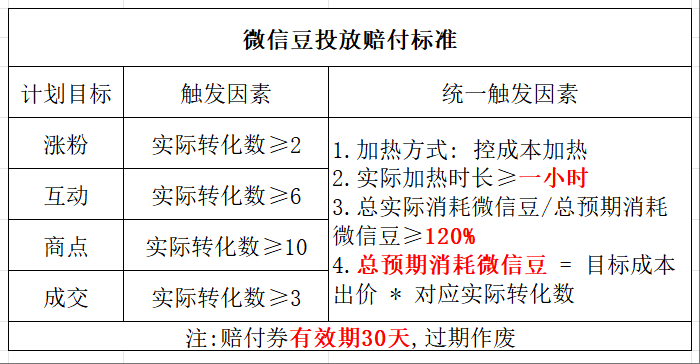 微信豆投放赔付标准
计划目标 触发因素 统一触发因素
涨粉 实际转化数≥2
互动 实际转化数≥6
商点 实际转化数≥10
成交 实际转化数≥3
1.加热方式: 控成本加热
2.实际加热时长≥一小时
3.总实际消耗微信豆/总预期消耗
微信豆≥120%
4.总预期消耗微信豆 = 目标成本
出价 * 对应实际转化数
注:赔付券有效期30天,过期作废